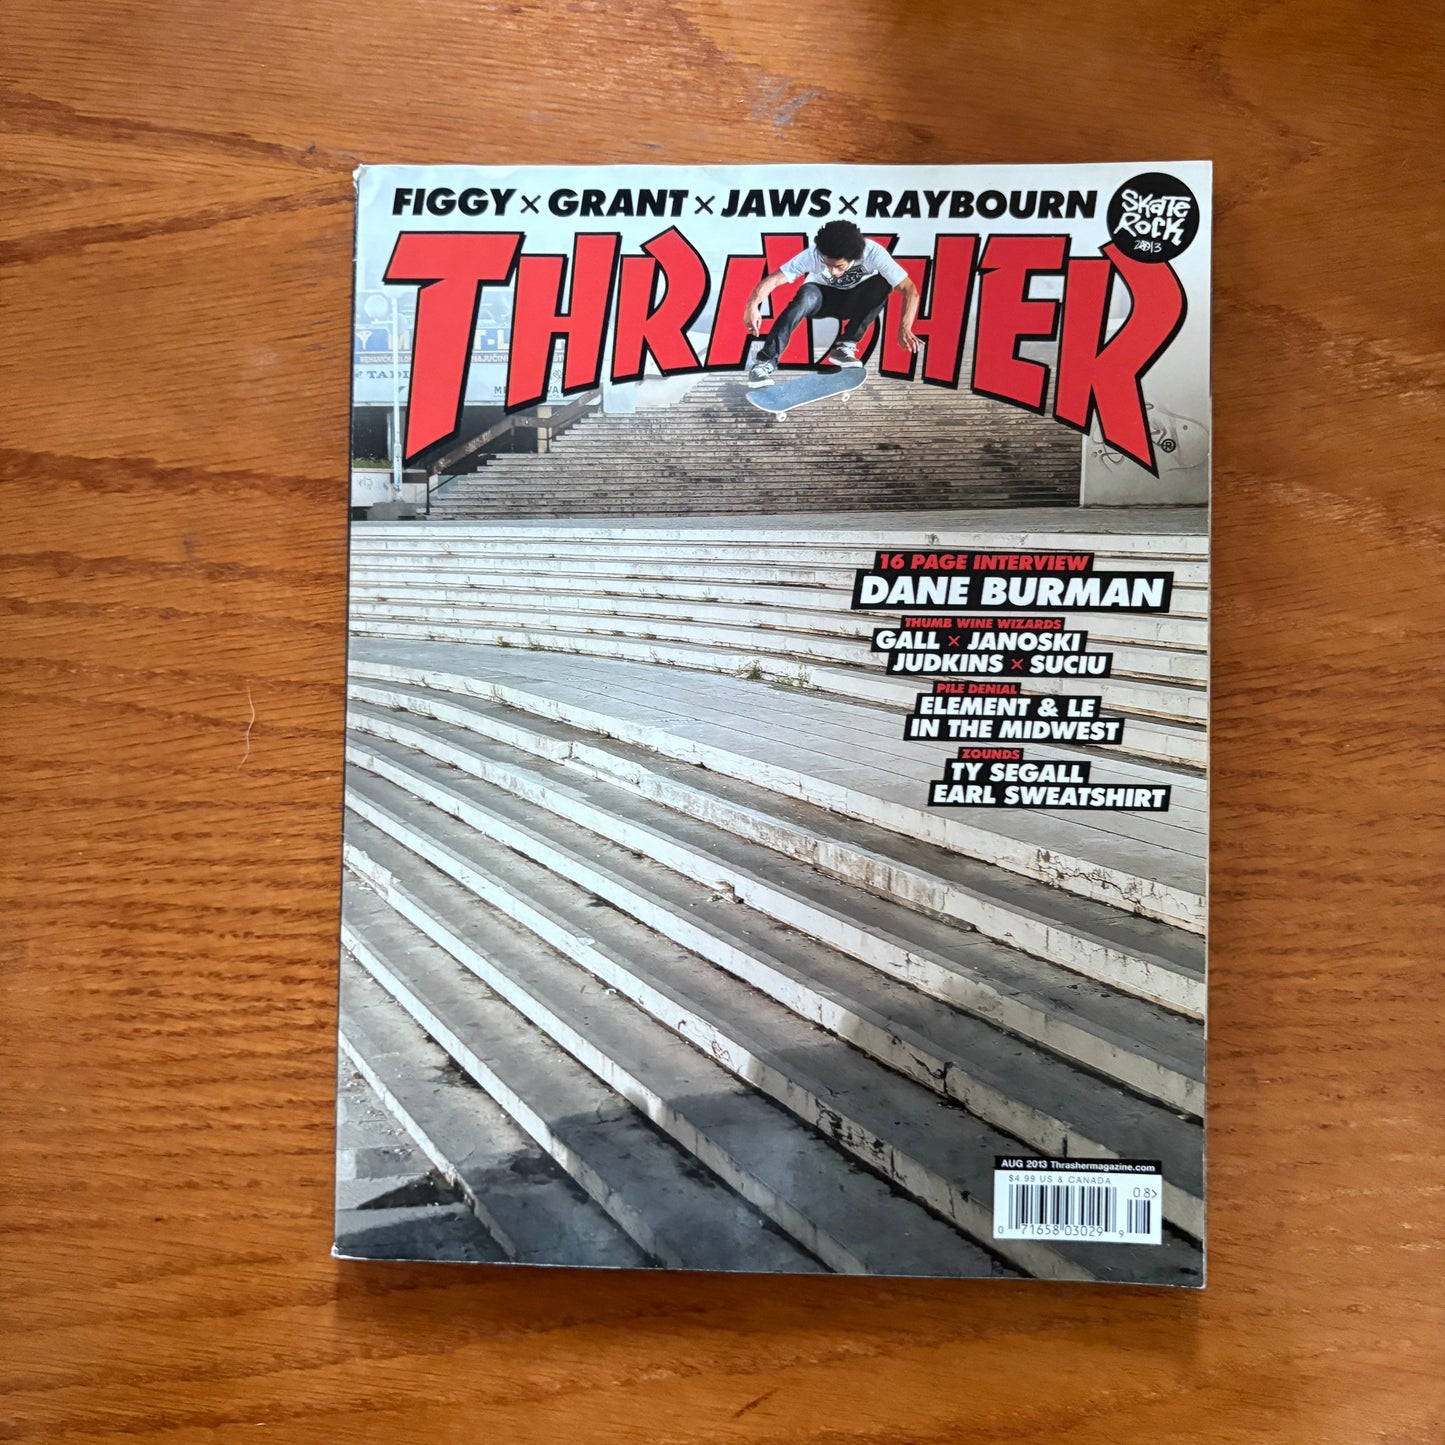 FIGGY × GRANT × JAWS × RAYBOURN
SKATE
ROCK
2013
THRASHER
®
16 PAGE INTERVIEW
DANE BURMAN
THUMB WINE WIZARDS
GALL × JANOSKI
JUDKINS × SUCIU
PILE DENIAL
ELEMENT & LE
IN THE MIDWEST
ZOUNDS
TY SEGALL
EARL SWEATSHIRT
AUG 2013 Thrashermagazine.com
$4.99 US & CANADA
08>
0 71658 03029 9